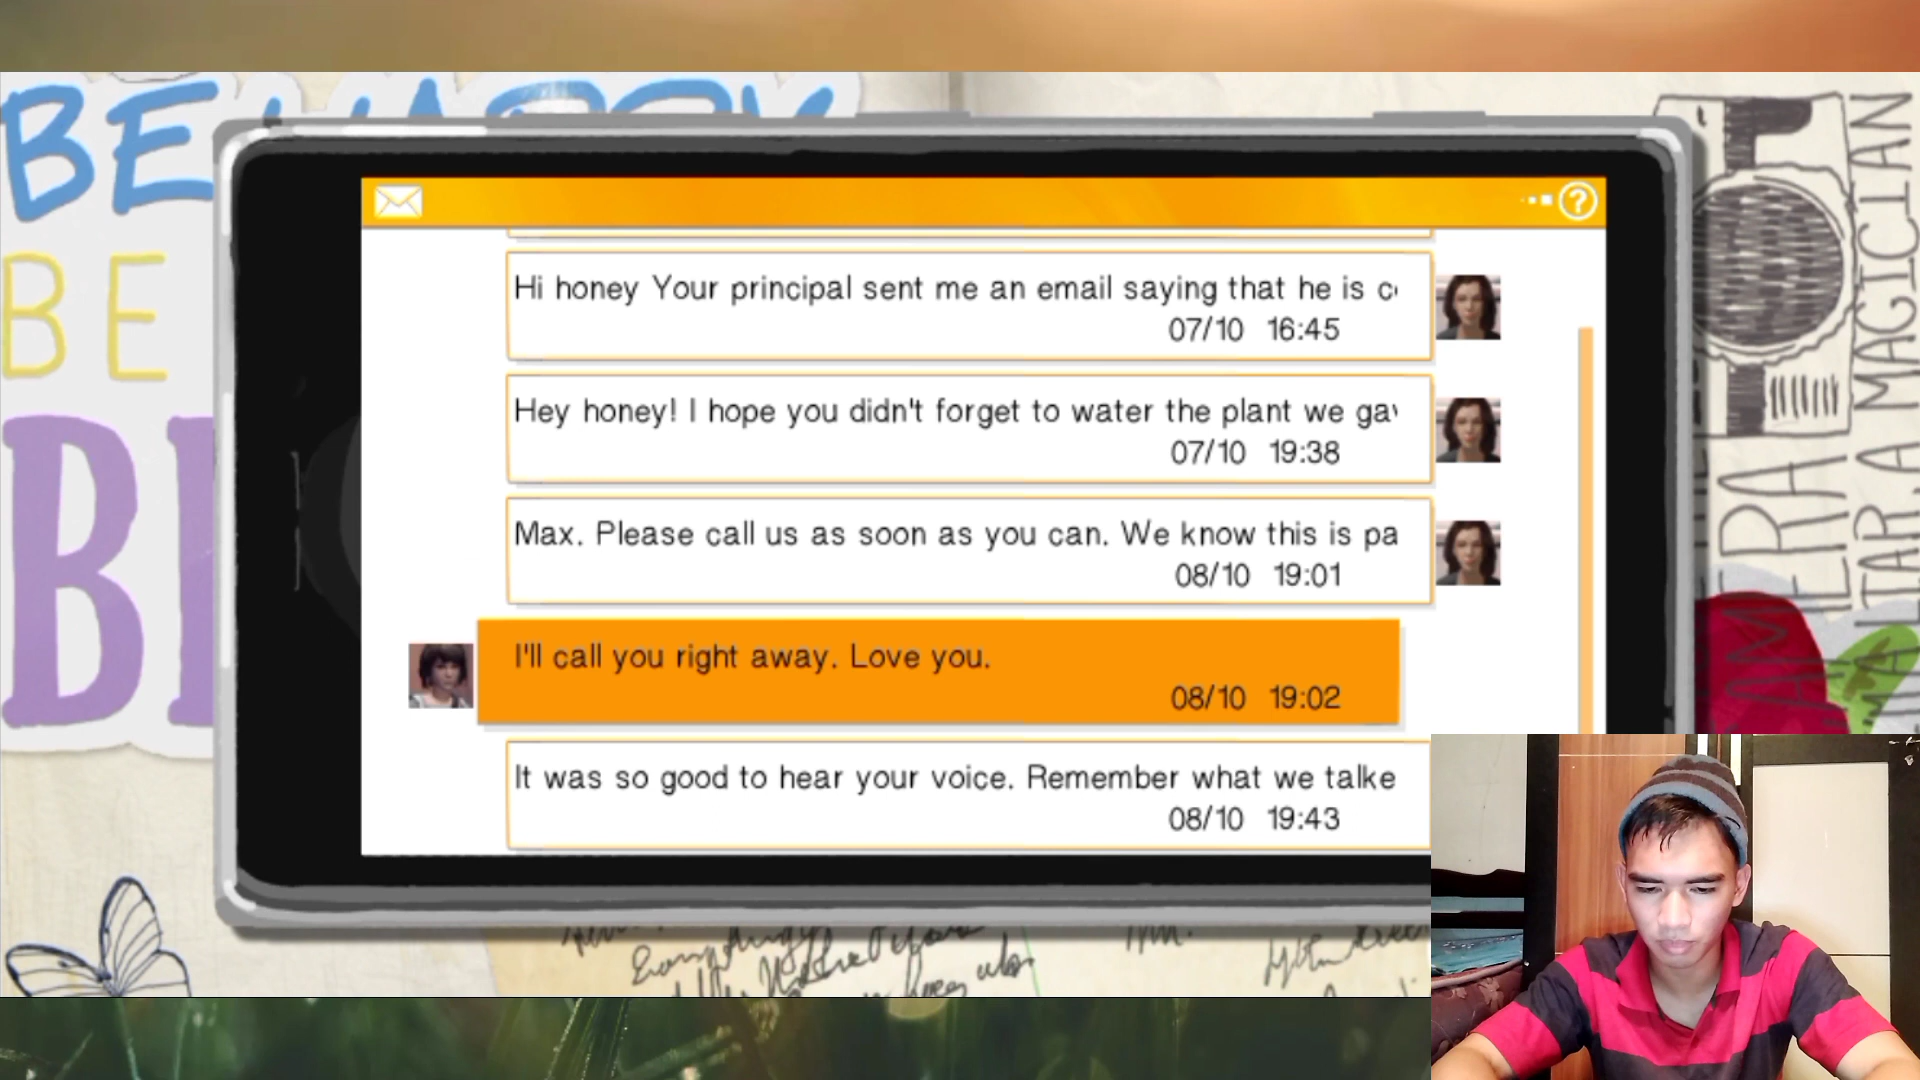 BE HAPPY
BE
Hi honey Your principal sent me an email saying that he is
07/10 16:45
Hey honey! I hope you didn't forget to water the plant we
07/10 19:38
Max. Please call us as soon as you can. We know this is
08/10 19:01
I'll call you right away. Love you.
08/10 19:02
It was so good to hear your voice. Remember what we
08/10 19:43
MAGICIAN
?